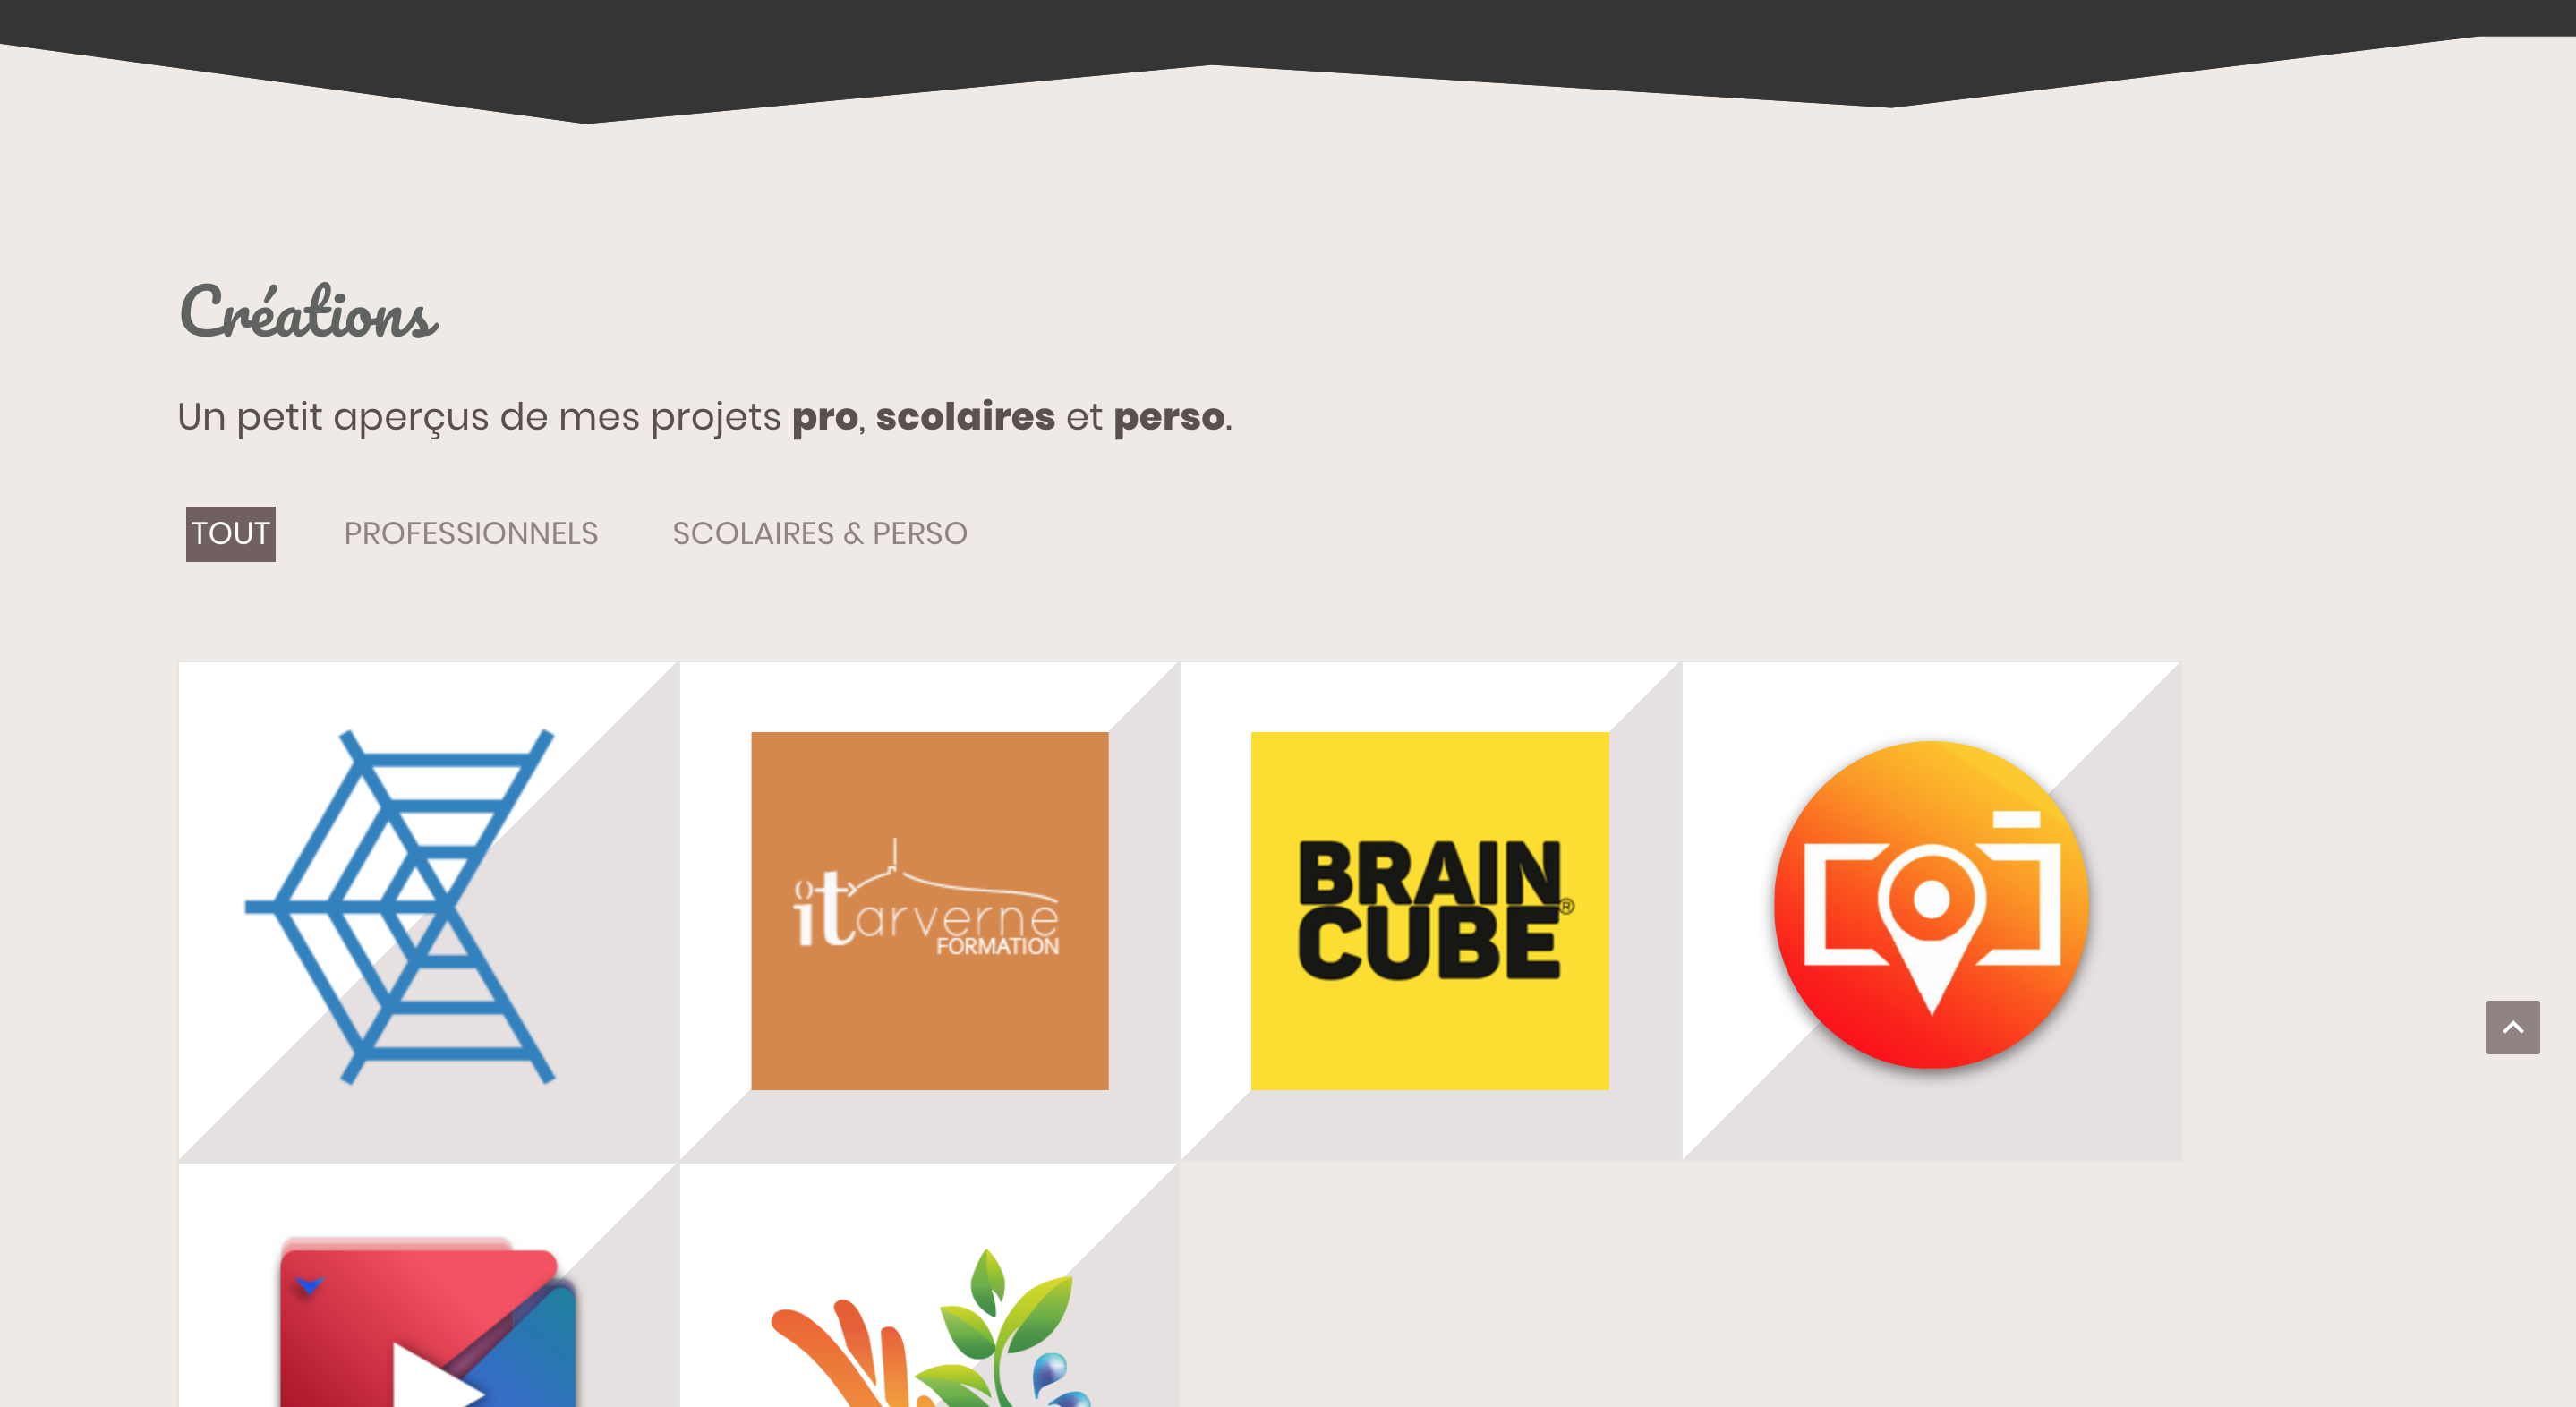 Créations
Un petit aperçus de mes projets pro, scolaires et perso.
TOUT PROFESSIONNELS SCOLAIRES & PERSO
itarverne
FORMATION
BRAIN
CUBE®